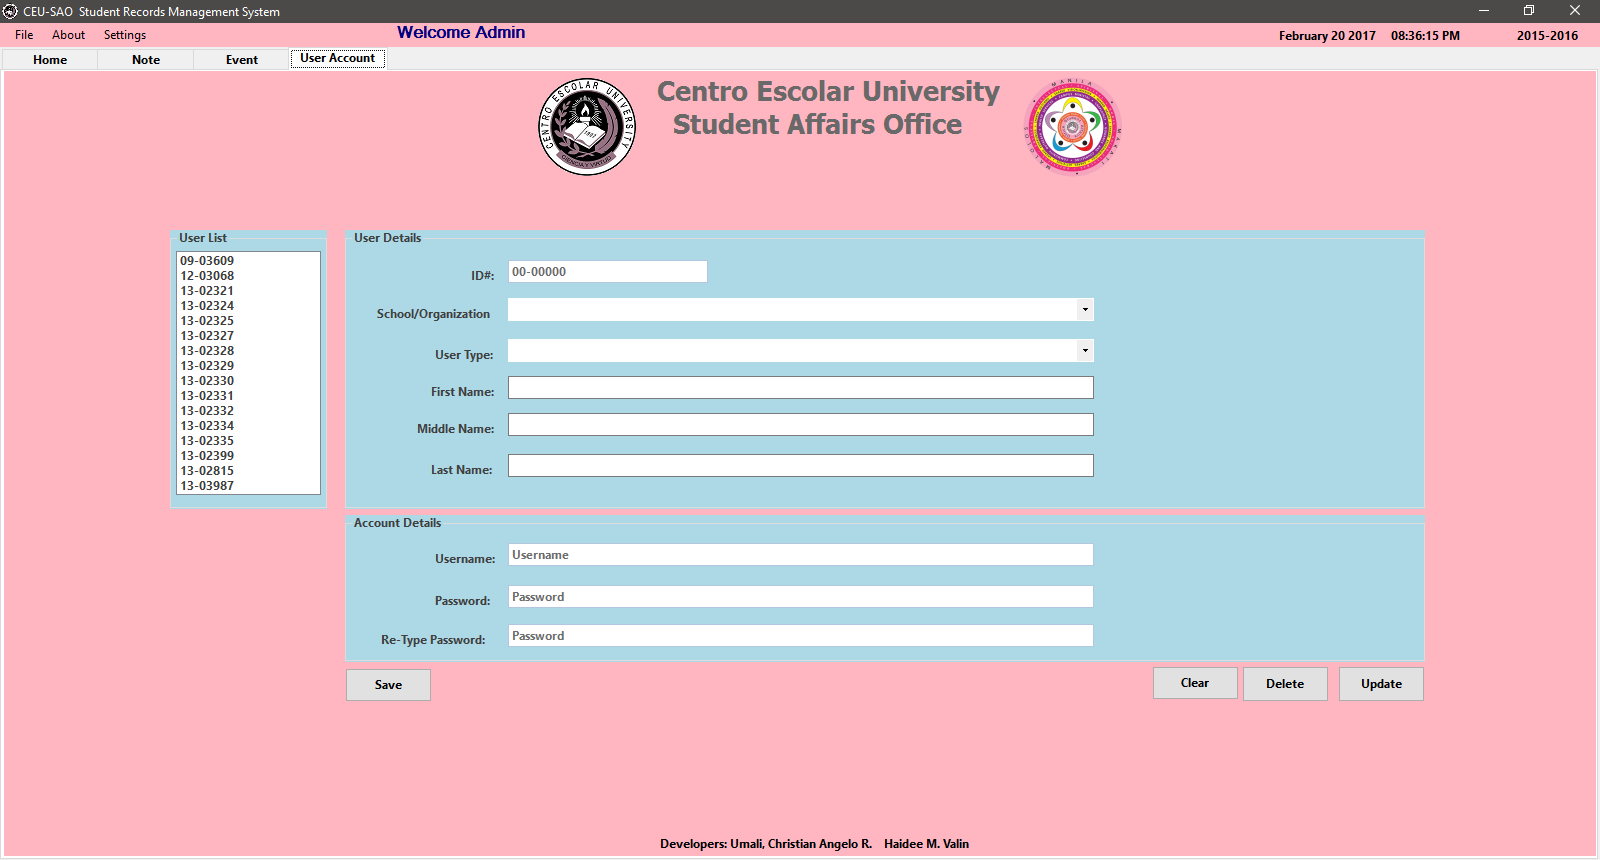 CEU-SAO Student Records Management System
File About Settings
Welcome Admin
February 20 2017 08:36:15 PM 2015-2016
Home Note Event User Account
CENTRO ESCOLAR UNIVERSITY
CIENCIA Y VIRTUD
1907
Centro Escolar University
Student Affairs Office
MANILA
MAKATI
MALOLOS
User List
09-03609
12-03068
13-02321
13-02324
13-02325
13-02327
13-02328
13-02329
13-02330
13-02331
13-02332
13-02334
13-02335
13-02399
13-02815
13-03987
User Details
ID#: 00-00000
School/Organization
User Type:
First Name:
Middle Name:
Last Name:
Account Details
Username: Username
Password: Password
Re-Type Password: Password
Save Clear Delete Update
Developers: Umali, Christian Angelo R. Haidee M. Valin